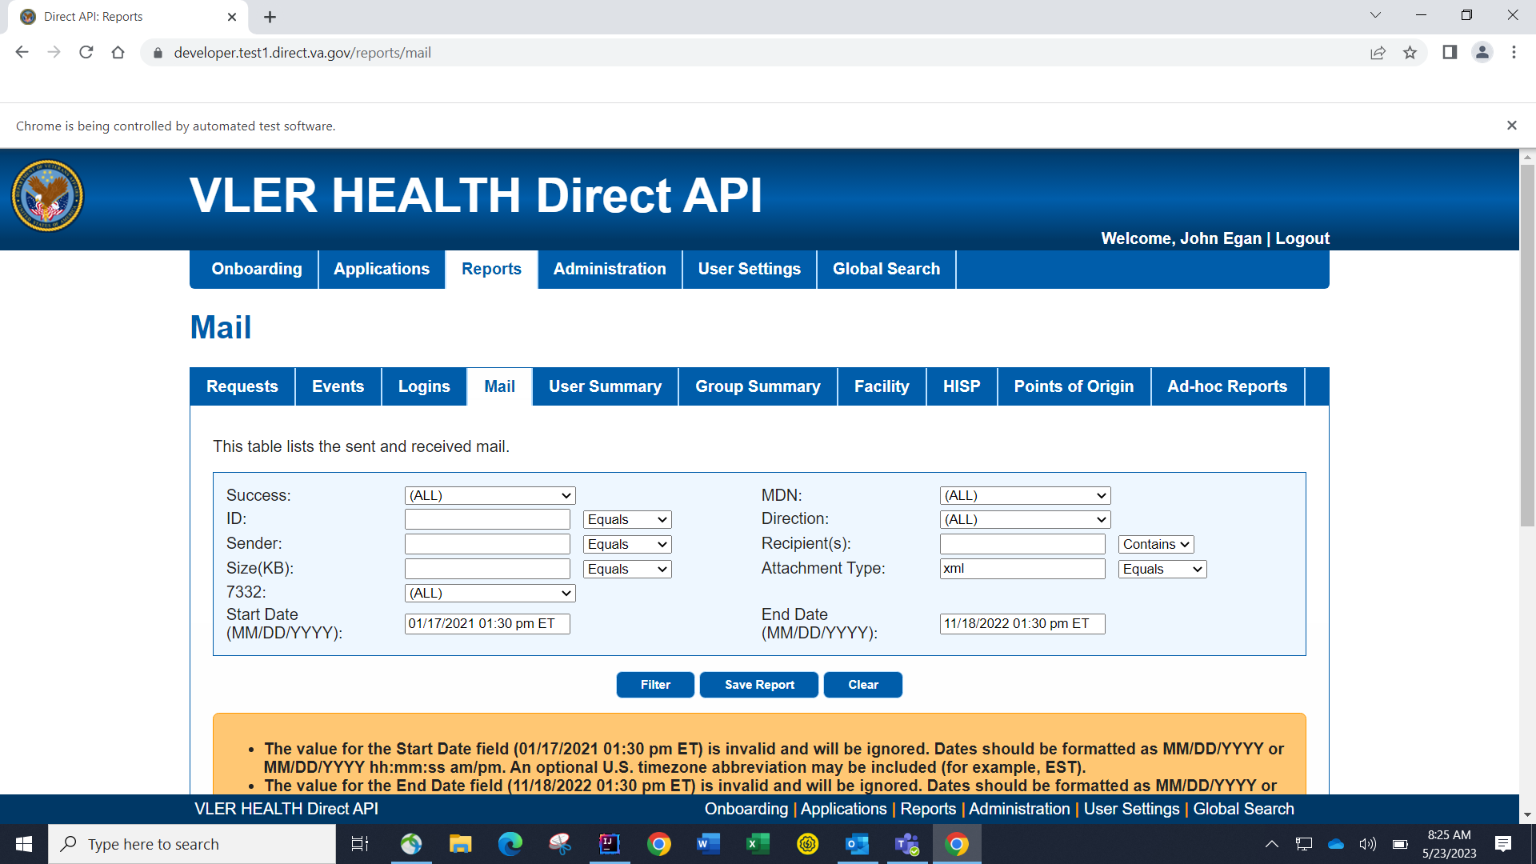 Direct API: Reports
developer.test1.direct.va.gov/reports/mail
Chrome is being controlled by automated test software.
VLER HEALTH Direct API
Welcome, John Egan | Logout
Onboarding Applications Reports Administration User Settings Global Search
Mail
Requests Events Logins Mail User Summary Group Summary Facility HISP Points of Origin Ad-hoc Reports
This table lists the sent and received mail.
Success: (ALL) MDN: (ALL)
ID: Equals Direction: (ALL)
Sender: Equals Recipient(s): Contains
Size(KB): Equals Attachment Type: xml Equals
7332: (ALL)
Start Date (MM/DD/YYYY): 01/17/2021 01:30 pm ET End Date (MM/DD/YYYY): 11/18/2022 01:30 pm ET
Filter Save Report Clear
• The value for the Start Date field (01/17/2021 01:30 pm ET) is invalid and will be ignored. Dates should be formatted as MM/DD/YYYY or
MM/DD/YYYY hh:mm:ss am/pm. An optional U.S. timezone abbreviation may be included (for example, EST).
• The value for the End Date field (11/18/2022 01:30 pm ET) is invalid and will be ignored. Dates should be formatted as MM/DD/YYYY or
VLER HEALTH Direct API Onboarding | Applications | Reports | Administration | User Settings | Global Search
Type here to search
8:25 AM
5/23/2023